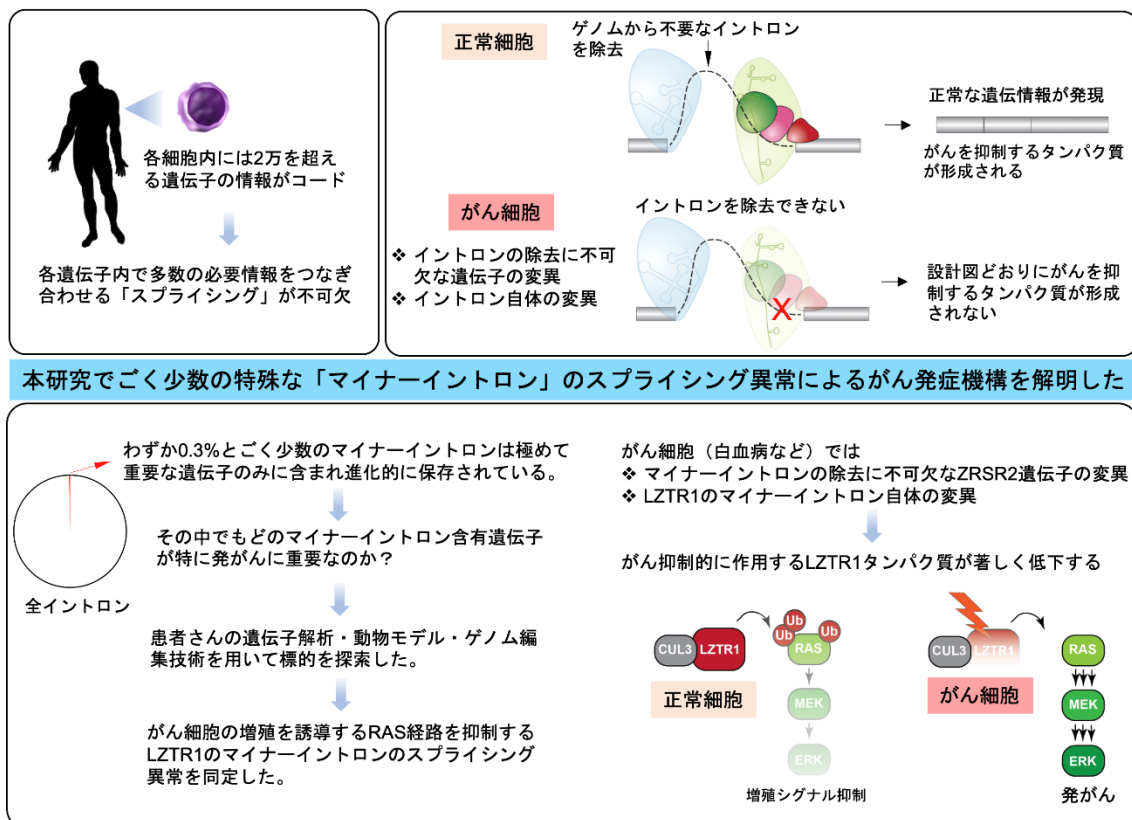 各細胞内には2万を超え
る遺伝子の情報がコード
各遺伝子内で多数の必要情報をつなぎ
合わせる「スプライシング」が不可欠
正常細胞
ゲノムから不要なイントロン
を除去
正常な遺伝情報が発現
がんを抑制するタンパク質
が形成される
がん細胞
❖ イントロンの除去に不可
欠な遺伝子の変異
❖ イントロン自体の変異
イントロンを除去できない
X
設計図どおりにがんを抑
制するタンパク質が形成
されない
本研究でごく少数の特殊な「マイナーイントロン」のスプライシング異常によるがん発症機構を解明した
全イントロン
わずか0.3%とごく少数のマイナーイントロンは極めて
重要な遺伝子のみに含まれ進化的に保存されている。
その中でもどのマイナーイントロン含有遺伝子
が特に発がんに重要なのか？
患者さんの遺伝子解析・動物モデル・ゲノム編
集技術を用いて標的を探索した。
がん細胞の増殖を誘導するRAS経路を抑制する
LZTR1のマイナーイントロンのスプライシング
異常を同定した。
がん細胞（白血病など）では
❖ マイナーイントロンの除去に不可欠なZRSR2遺伝子の変異
❖ LZTR1のマイナーイントロン自体の変異
がん抑制的に作用するLZTR1タンパク質が著しく低下する
CUL3 LZTR1
Ub Ub Ub
RAS
MEK
ERK
正常細胞
増殖シグナル抑制
CUL3 LZTR1
がん細胞
RAS
MEK
ERK
発がん